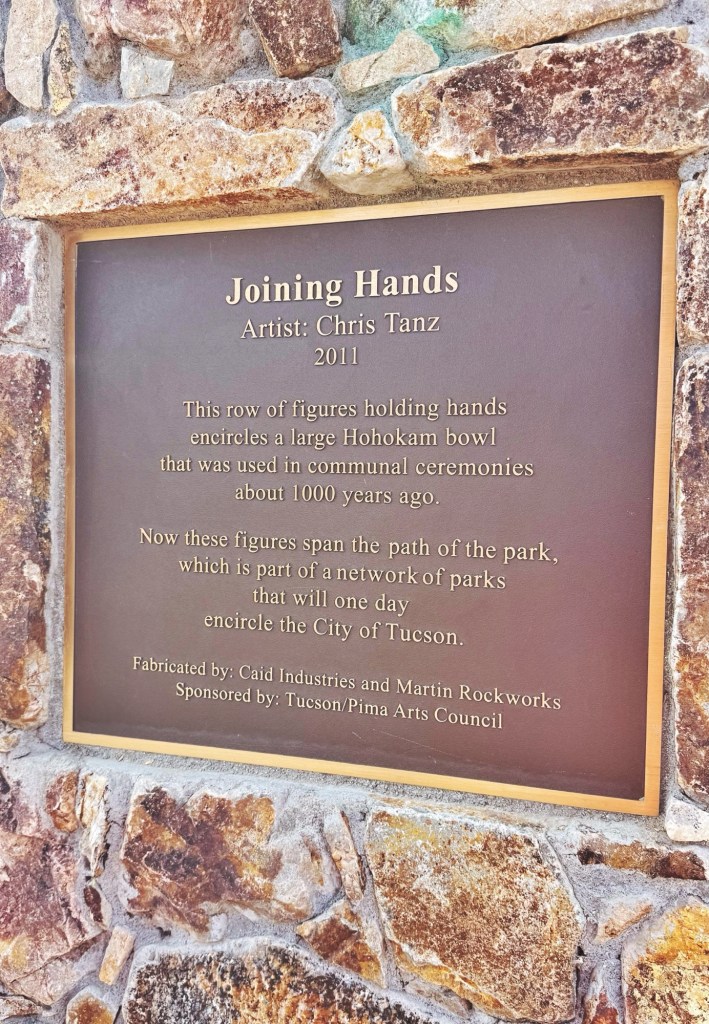 Joining Hands
Artist: Chris Tanz
2011
This row of figures holding hands
encircles a large Hohokam bowl
that was used in communal ceremonies
about 1000 years ago.
Now these figures span the path of the park,
which is part of a network of parks
that will one day
encircle the City of Tucson.
Fabricated by: Caid Industries and Martin Rockworks
Sponsored by: Tucson/Pima Arts Council